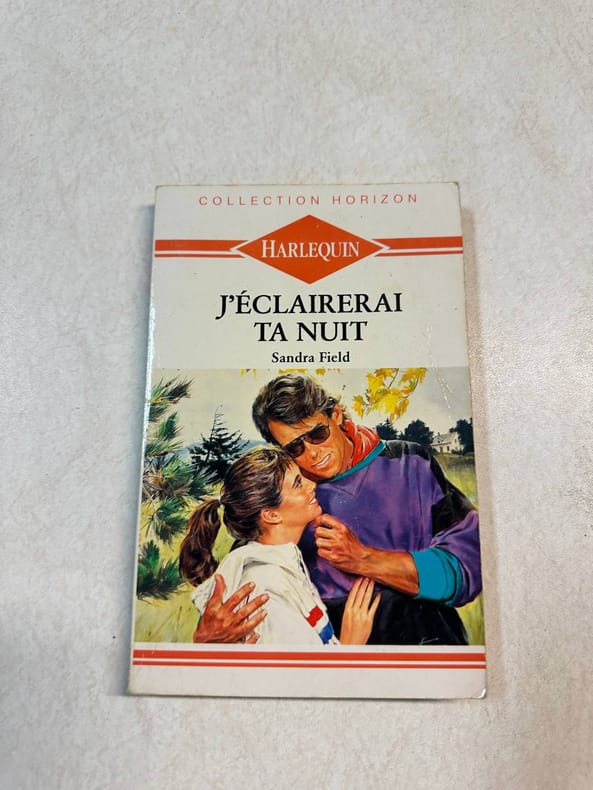 COLLECTION HORIZON
HARLEQUIN
J'ÉCLAIRERAI
TA NUIT
Sandra Field